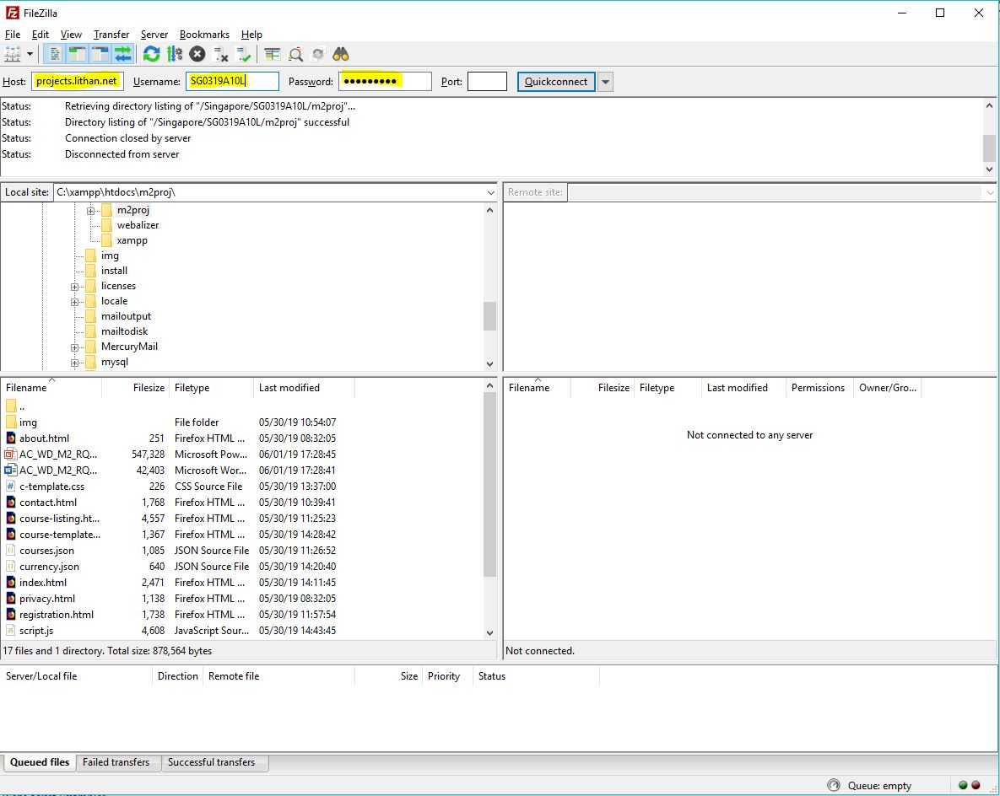 FileZilla
File Edit View Transfer Server Bookmarks Help
Host: projects.lithan.net Username: SG0319A10L Password: ●●●●●●●●● Port: Quickconnect
Status: Retrieving directory listing of "/Singapore/SG0319A10L/m2proj"...
Status: Directory listing of "/Singapore/SG0319A10L/m2proj" successful
Status: Connection closed by server
Status: Disconnected from server
Local site: C:\xampp\htdocs\m2proj\
Remote site:
m2proj
webalizer
xampp
img
install
licenses
locale
mailoutput
mailtodisk
MercuryMail
mysql
Filename Filesize Filetype Last modified
..
img File folder 05/30/19 10:54:07
about.html 251 Firefox HTML ... 05/30/19 08:32:05
AC_WD_M2_RQ... 547,328 Microsoft Pow... 06/01/19 17:28:45
AC_WD_M2_RQ... 42,403 Microsoft Wor... 06/01/19 17:28:41
c-template.css 226 CSS Source File 05/30/19 13:37:00
contact.html 1,768 Firefox HTML ... 05/30/19 10:39:41
course-listing.ht... 4,557 Firefox HTML ... 05/30/19 11:25:23
course-template... 1,367 Firefox HTML ... 05/30/19 14:28:42
courses.json 1,085 JSON Source File 05/30/19 11:26:52
currency.json 640 JSON Source File 05/30/19 14:20:40
index.html 2,471 Firefox HTML ... 05/30/19 14:11:45
privacy.html 1,138 Firefox HTML ... 05/30/19 08:32:05
registration.html 1,738 Firefox HTML ... 05/30/19 11:57:54
script.js 4,608 JavaScript Sour... 05/30/19 14:43:45
17 files and 1 directory. Total size: 878,564 bytes
Filename Filesize Filetype Last modified Permissions Owner/Gro...
Not connected to any server
Not connected.
Server/Local file Direction Remote file Size Priority Status
Queued files Failed transfers Successful transfers
Queue: empty